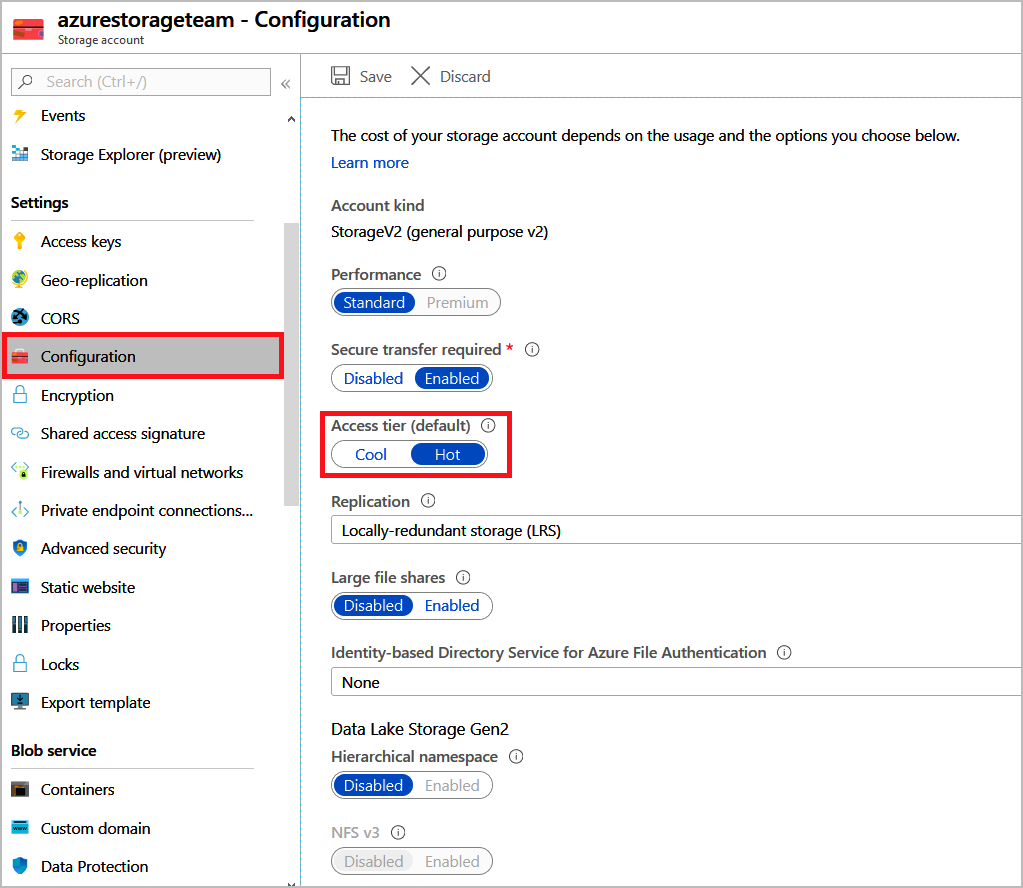 azurestorageteam - Configuration
Storage account
Search (Ctrl+/)
«
Events
Storage Explorer (preview)
Settings
Access keys
Geo-replication
CORS
Configuration
Encryption
Shared access signature
Firewalls and virtual networks
Private endpoint connections...
Advanced security
Static website
Properties
Locks
Export template
Blob service
Containers
Custom domain
Data Protection
Save Discard
The cost of your storage account depends on the usage and the options you choose below.
Learn more
Account kind
StorageV2 (general purpose v2)
Performance
Standard Premium
Secure transfer required *
Disabled Enabled
Access tier (default)
Cool Hot
Replication
Locally-redundant storage (LRS)
Large file shares
Disabled Enabled
Identity-based Directory Service for Azure File Authentication
None
Data Lake Storage Gen2
Hierarchical namespace
Disabled Enabled
NFS v3
Disabled Enabled